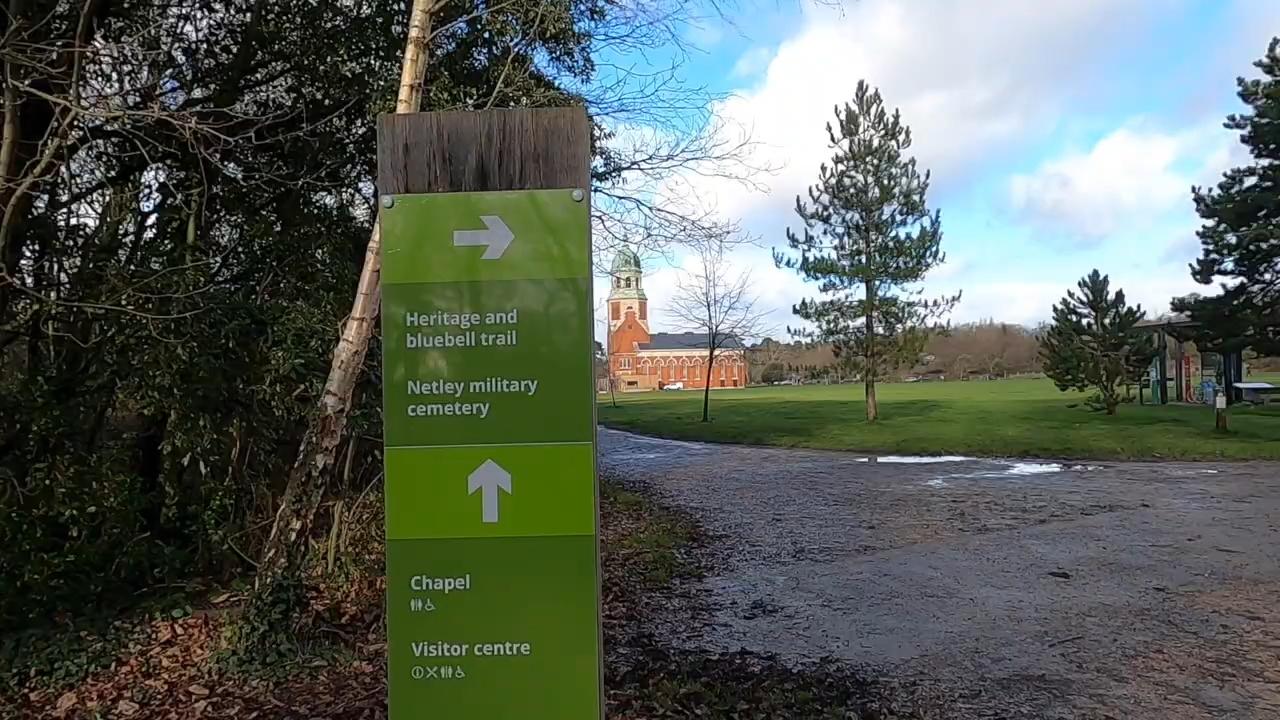 Heritage and
bluebell trail
Netley military
cemetery
Chapel
Visitor centre